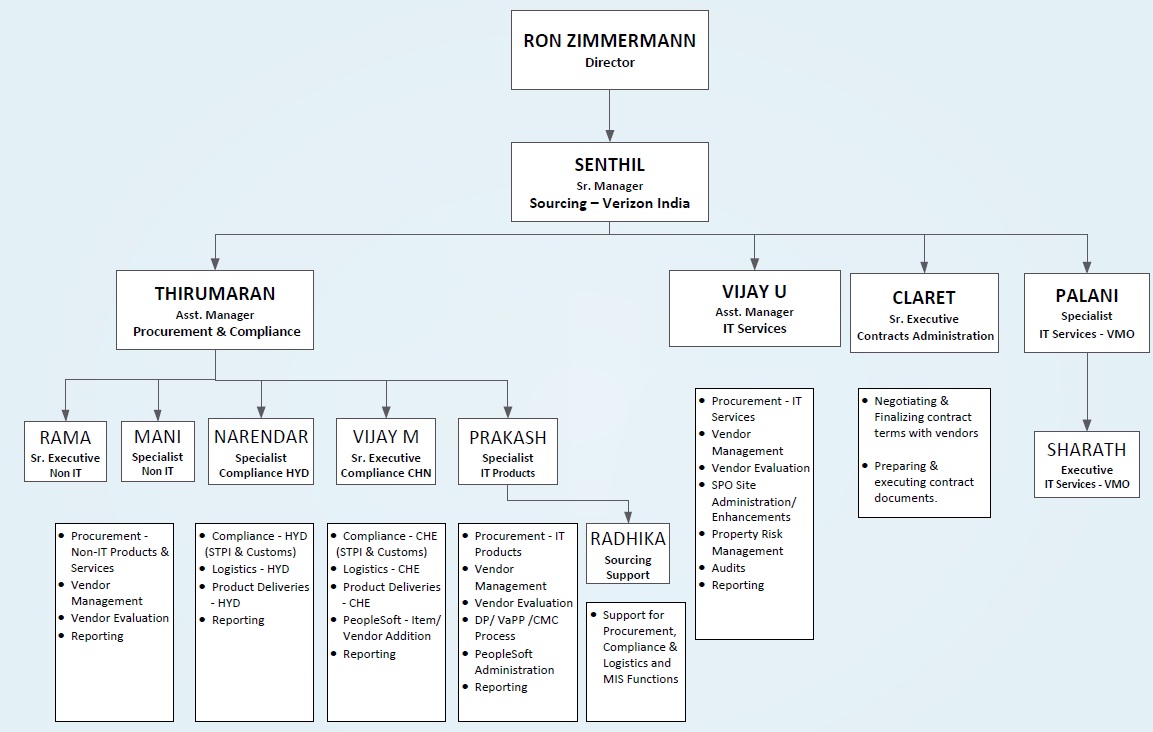 RON ZIMMERMANN
Director
SENTHIL
Sr. Manager
Sourcing – Verizon India
THIRUMARAN
Asst. Manager
Procurement & Compliance
VIJAY U
Asst. Manager
IT Services
CLARET
Sr. Executive
Contracts Administration
PALANI
Specialist
IT Services - VMO
RAMA
Sr. Executive
Non IT
MANI
Specialist
Non IT
NARENDAR
Specialist
Compliance HYD
VIJAY M
Sr. Executive
Compliance CHN
PRAKASH
Specialist
IT Products
SHARATH
Executive
IT Services - VMO
RADHIKA
Sourcing
Support
• Procurement -
Non-IT Products &
Services
• Vendor
Management
• Vendor Evaluation
• Reporting
• Compliance - HYD
(STPI & Customs)
• Logistics - HYD
• Product Deliveries
- HYD
• Reporting
• Compliance - CHE
(STPI & Customs)
• Logistics - CHE
• Product Deliveries
- CHE
• PeopleSoft - Item/
Vendor Addition
• Reporting
• Procurement - IT
Products
• Vendor
Management
• Vendor Evaluation
• DP/ VaPP /CMC
Process
• PeopleSoft
Administration
• Reporting
• Support for
Procurement,
Compliance &
Logistics and
MIS Functions
• Procurement - IT
Services
• Vendor
Management
• Vendor Evaluation
• SPO Site
Administration/
Enhancements
• Property Risk
Management
• Audits
• Reporting
• Negotiating &
Finalizing contract
terms with vendors
• Preparing &
executing contract
documents.